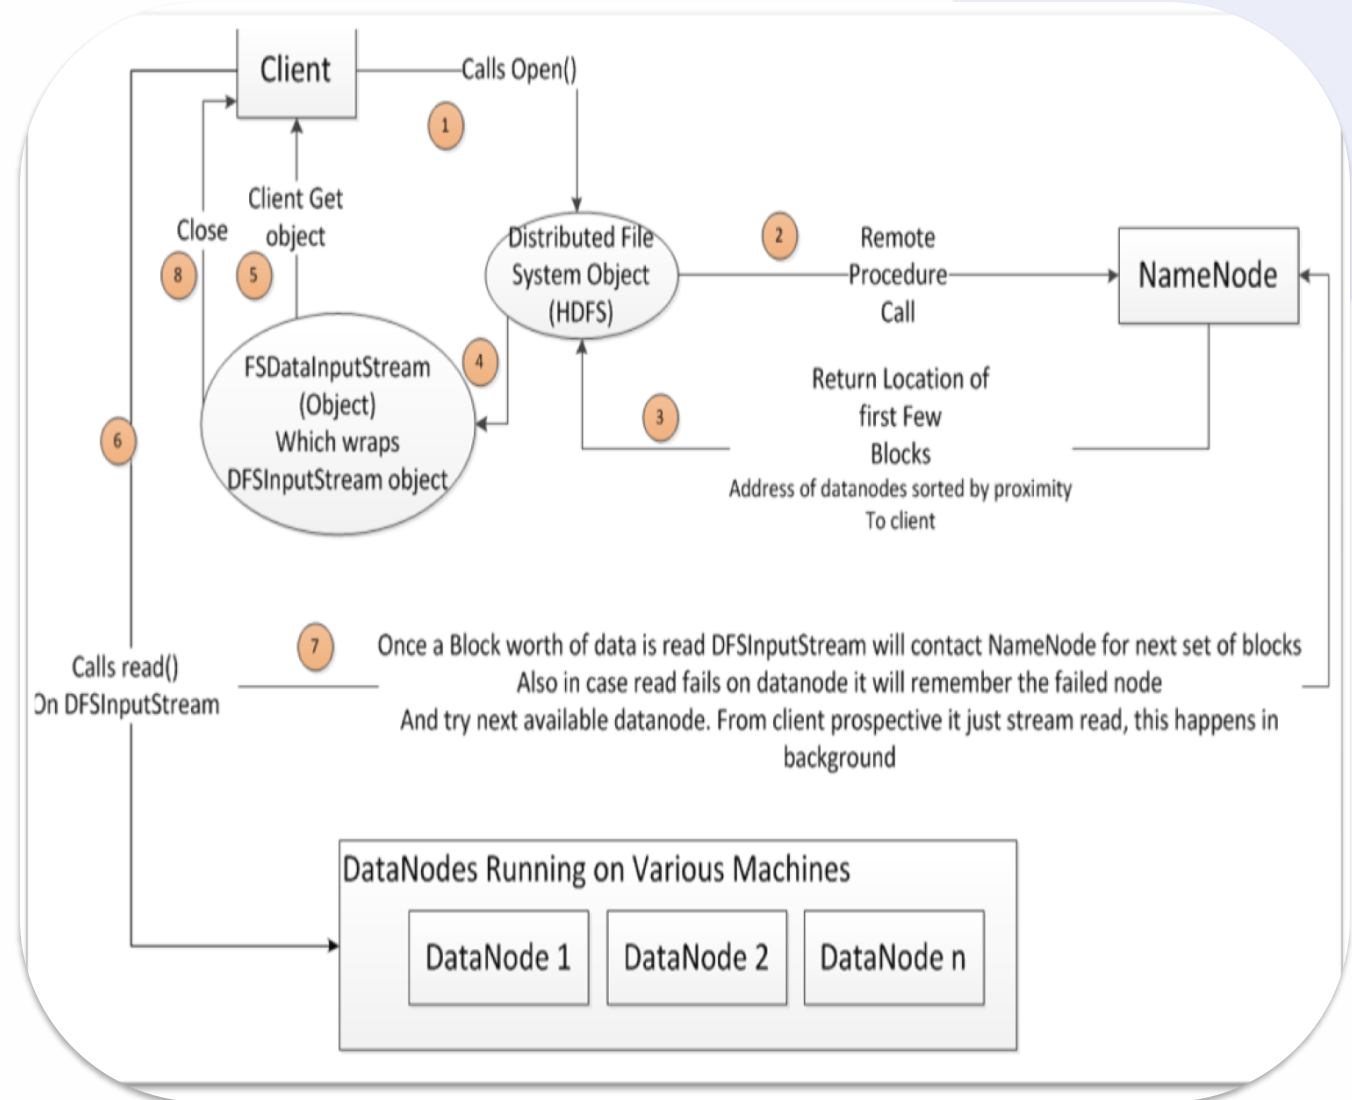 Client
Calls Open()
1
Client Get
object
Close
8
5
Distributed File
System Object
(HDFS)
2
Remote
Procedure
Call
NameNode
FSDataInputStream
(Object)
Which wraps
DFSInputStream object
4
3
Return Location of
first Few
Blocks
Address of datanodes sorted by proximity
To client
6
7
Once a Block worth of data is read DFSInputStream will contact NameNode for next set of blocks
Also in case read fails on datanode it will remember the failed node
And try next available datanode. From client prospective it just stream read, this happens in
background
Calls read()
On DFSInputStream
DataNodes Running on Various Machines
DataNode 1
DataNode 2
DataNode n